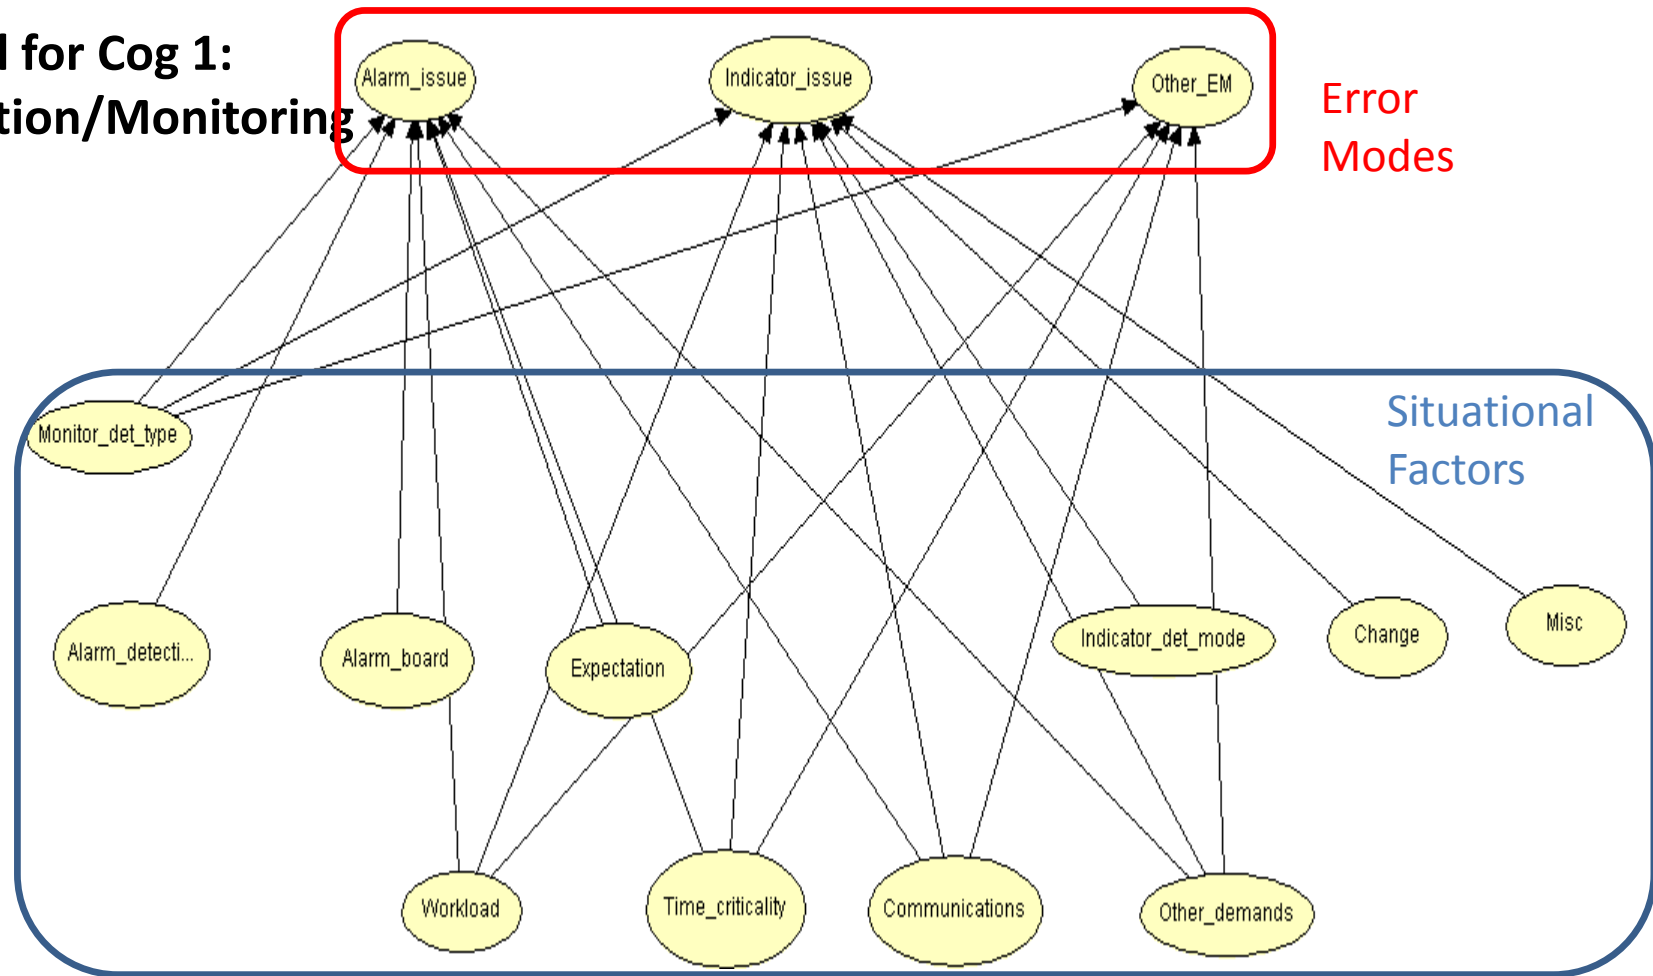 l for Cog 1:
tion/Monitoring
Alarm_issue
Indicator_issue
Other_EM
Error
Modes
Situational
Factors
Monitor_det_type
Alarm_detecti...
Alarm_board
Expectation
Indicator_det_mode
Change
Misc
Workload
Time_criticality
Communications
Other_demands